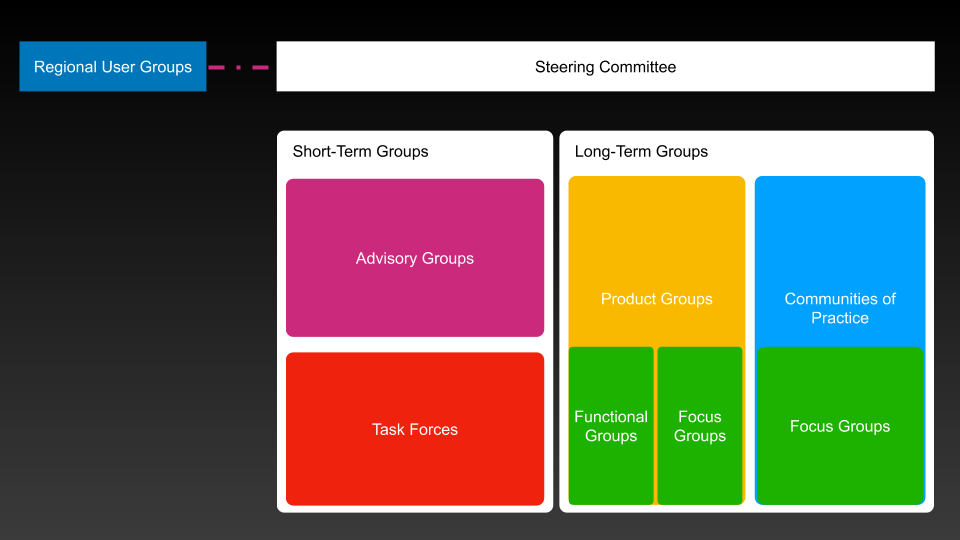 Regional User Groups
Steering Committee
Short-Term Groups
Long-Term Groups
Advisory Groups
Task Forces
Product Groups
Communities of
Practice
Functional
Groups
Focus
Groups
Focus Groups